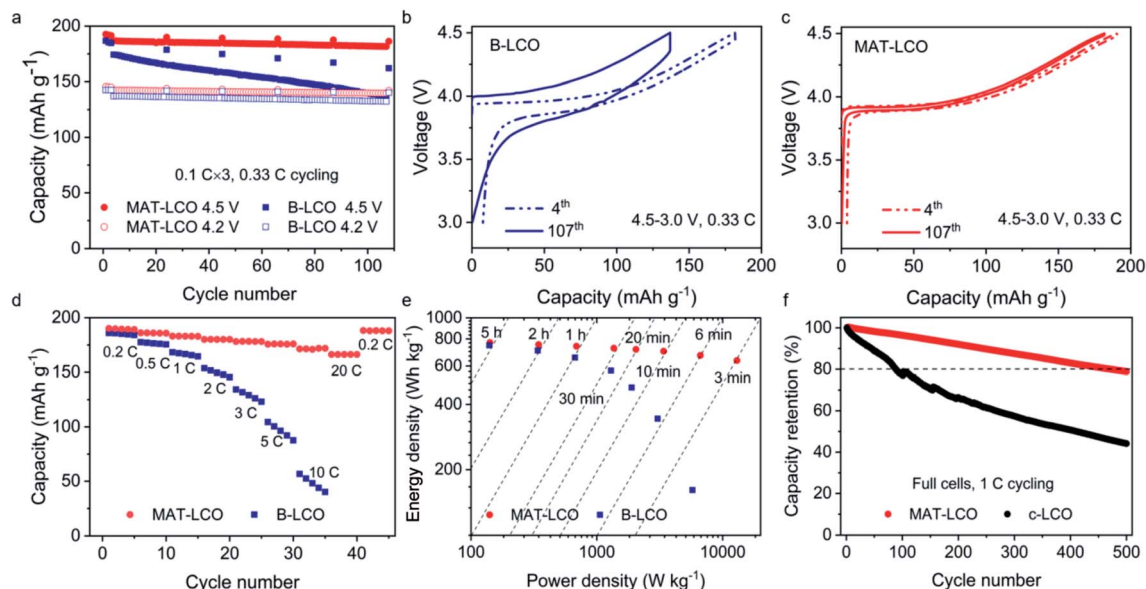 a
200
150
100
50
0
Capacity (mAh g⁻¹)
0.1 C×3, 0.33 C cycling
MAT-LCO 4.5 V
B-LCO 4.5 V
MAT-LCO 4.2 V
B-LCO 4.2 V
0 20 40 60 80 100
Cycle number
b
4.5
4.0
3.5
3.0
Voltage (V)
B-LCO
4th
107th
4.5-3.0 V, 0.33 C
0 50 100 150 200
Capacity (mAh g⁻¹)
c
4.5
4.0
3.5
3.0
Voltage (V)
MAT-LCO
4th
107th
4.5-3.0 V, 0.33 C
0 50 100 150 200
Capacity (mAh g⁻¹)
d
200
150
100
50
0
Capacity (mAh g⁻¹)
0.2 C
0.5 C
1 C
2 C
3 C
5 C
10 C
20 C
0.2 C
MAT-LCO
B-LCO
0 10 20 30 40
Cycle number
e
1000
800
600
400
200
Energy density (Wh kg⁻¹)
5 h
2 h
1 h
30 min
20 min
10 min
6 min
3 min
MAT-LCO
B-LCO
100 1000 10000
Power density (W kg⁻¹)
f
100
80
60
40
20
0
Capacity retention (%)
Full cells, 1 C cycling
MAT-LCO
c-LCO
0 100 200 300 400 500
Cycle number